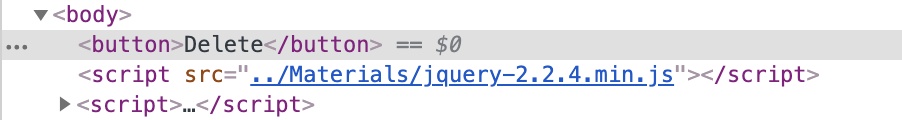 ▼<body>
... <button>Delete</button> == $0
<script src="../Materials/jquery-2.2.4.min.js"></script>
▶<script>…</script>